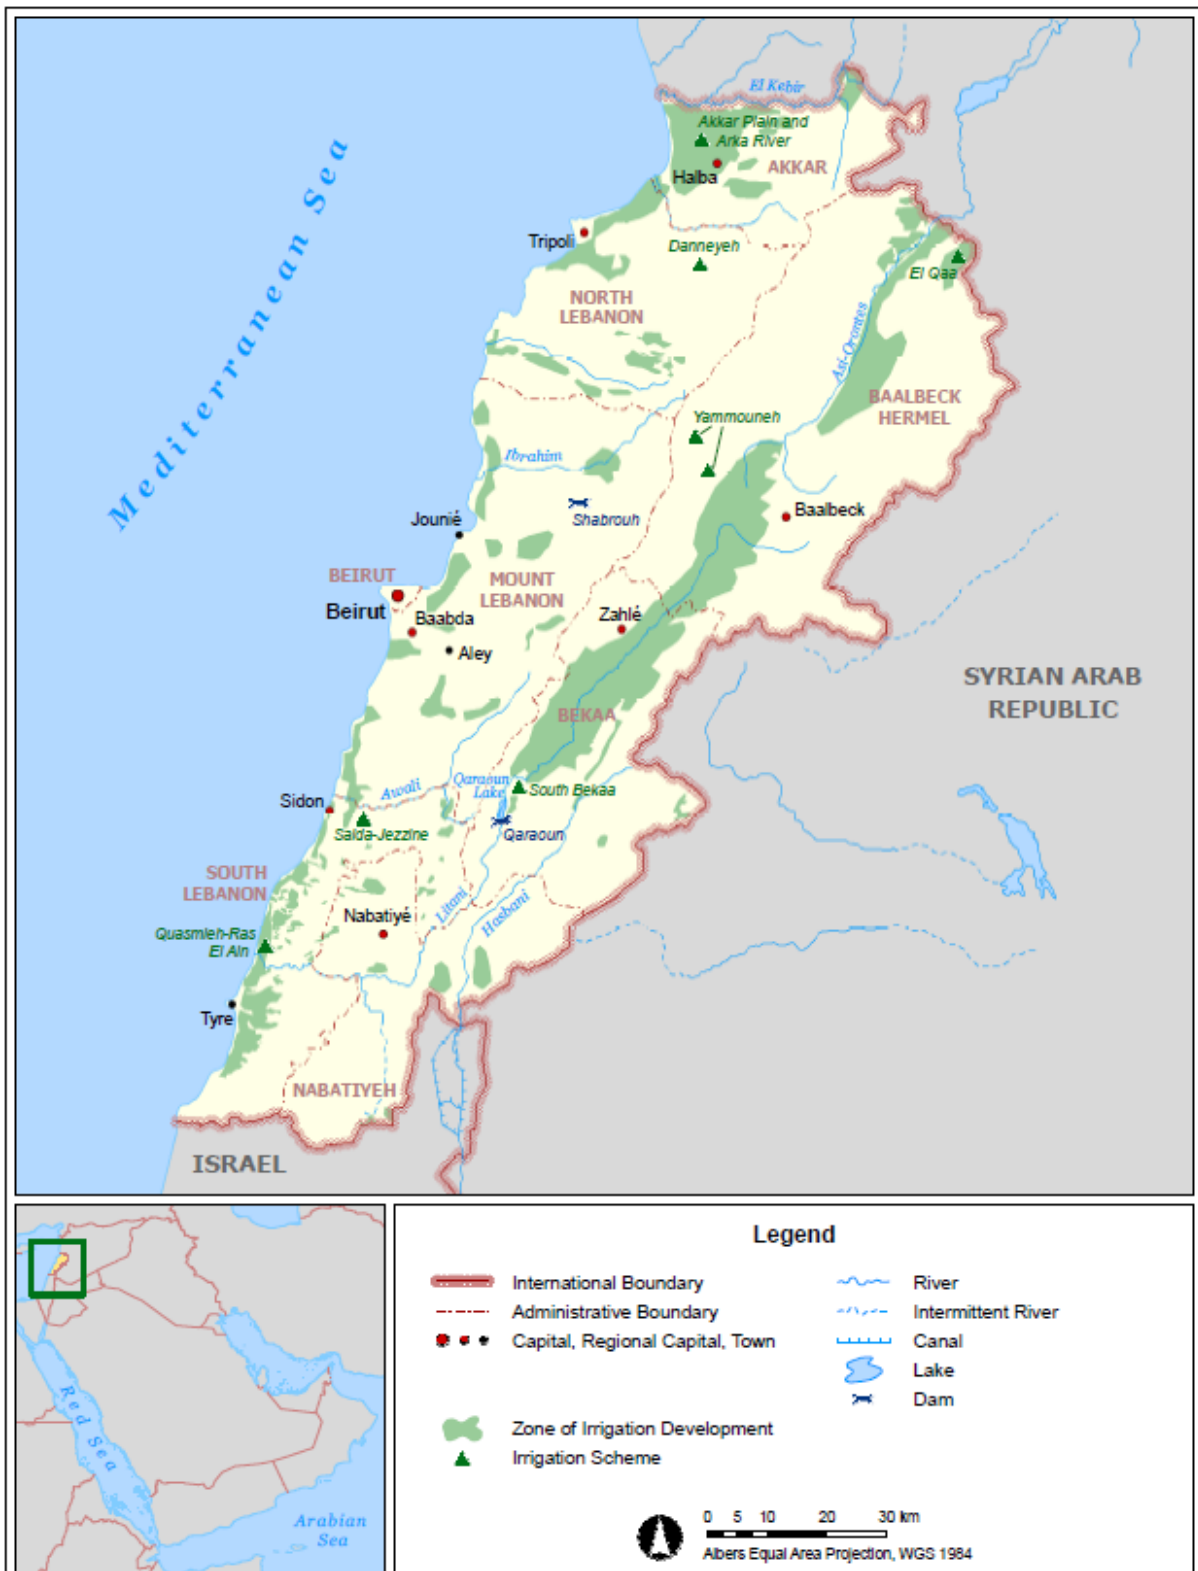 El Kebir
Akkar Plain and
Arka River
AKKAR
Halba
Mediterranean Sea
Tripoli
Danneyeh
El Qaa
NORTH
LEBANON
Asi-Orontes
BAALBECK
HERMEL
Yammouneh
Ibrahim
Shabrouh
Baalbeck
Jounié
BEIRUT
Beirut
MOUNT
LEBANON
Zahlé
Baabda
Aley
SYRIAN ARAB
REPUBLIC
BEKAA
Qaraoun
Lake
South Bekaa
Awali
Sidon
Saida-Jezzine
Qaraoun
SOUTH
LEBANON
Litani
Hasbani
Nabatiyé
Quasmieh-Ras
El Ain
Tyre
NABATIYEH
ISRAEL
Red Sea
Arabian
Sea
Legend
International Boundary
Administrative Boundary
Capital, Regional Capital, Town
Zone of Irrigation Development
Irrigation Scheme
River
Intermittent River
Canal
Lake
Dam
0 5 10 20 30 km
Albers Equal Area Projection, WGS 1984